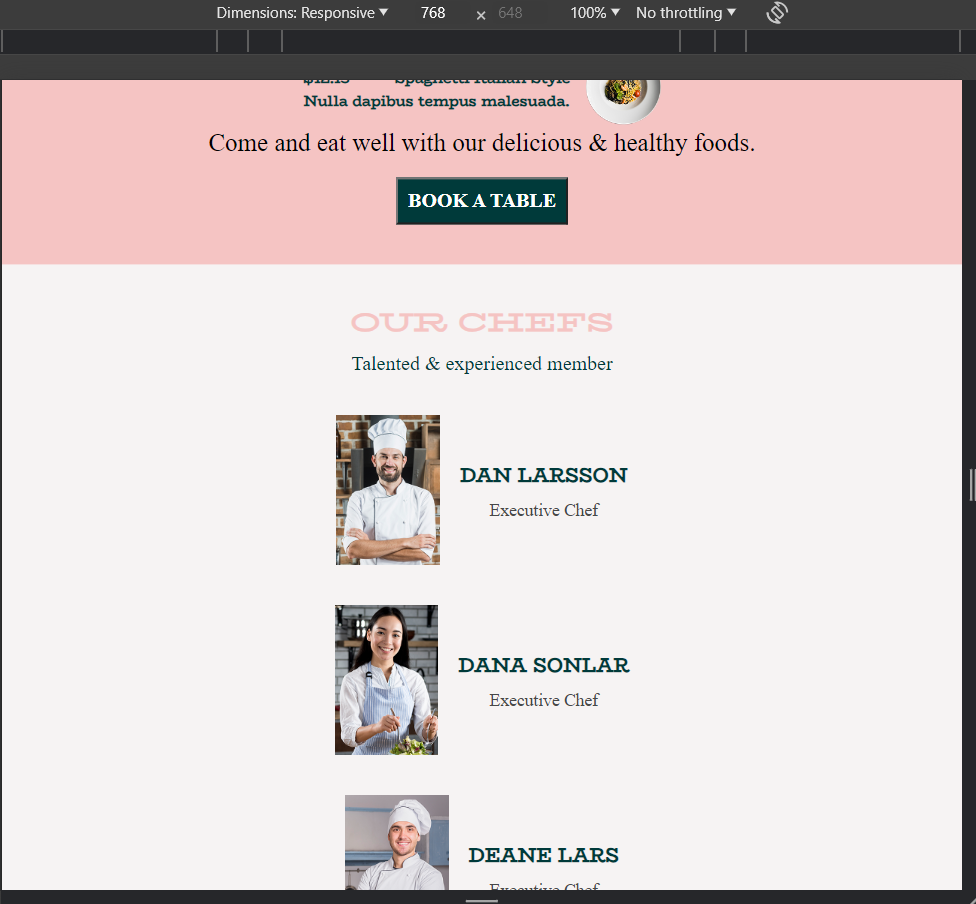 Dimensions: Responsive ▼ 768 × 648 100% ▼ No throttling ▼
$12.15 Spaghetti Italian Style
Nulla dapibus tempus malesuada.
Come and eat well with our delicious & healthy foods.
BOOK A TABLE
OUR CHEFS
Talented & experienced member
DAN LARSSON
Executive Chef
DANA SONLAR
Executive Chef
DEANE LARS
Executive Chef